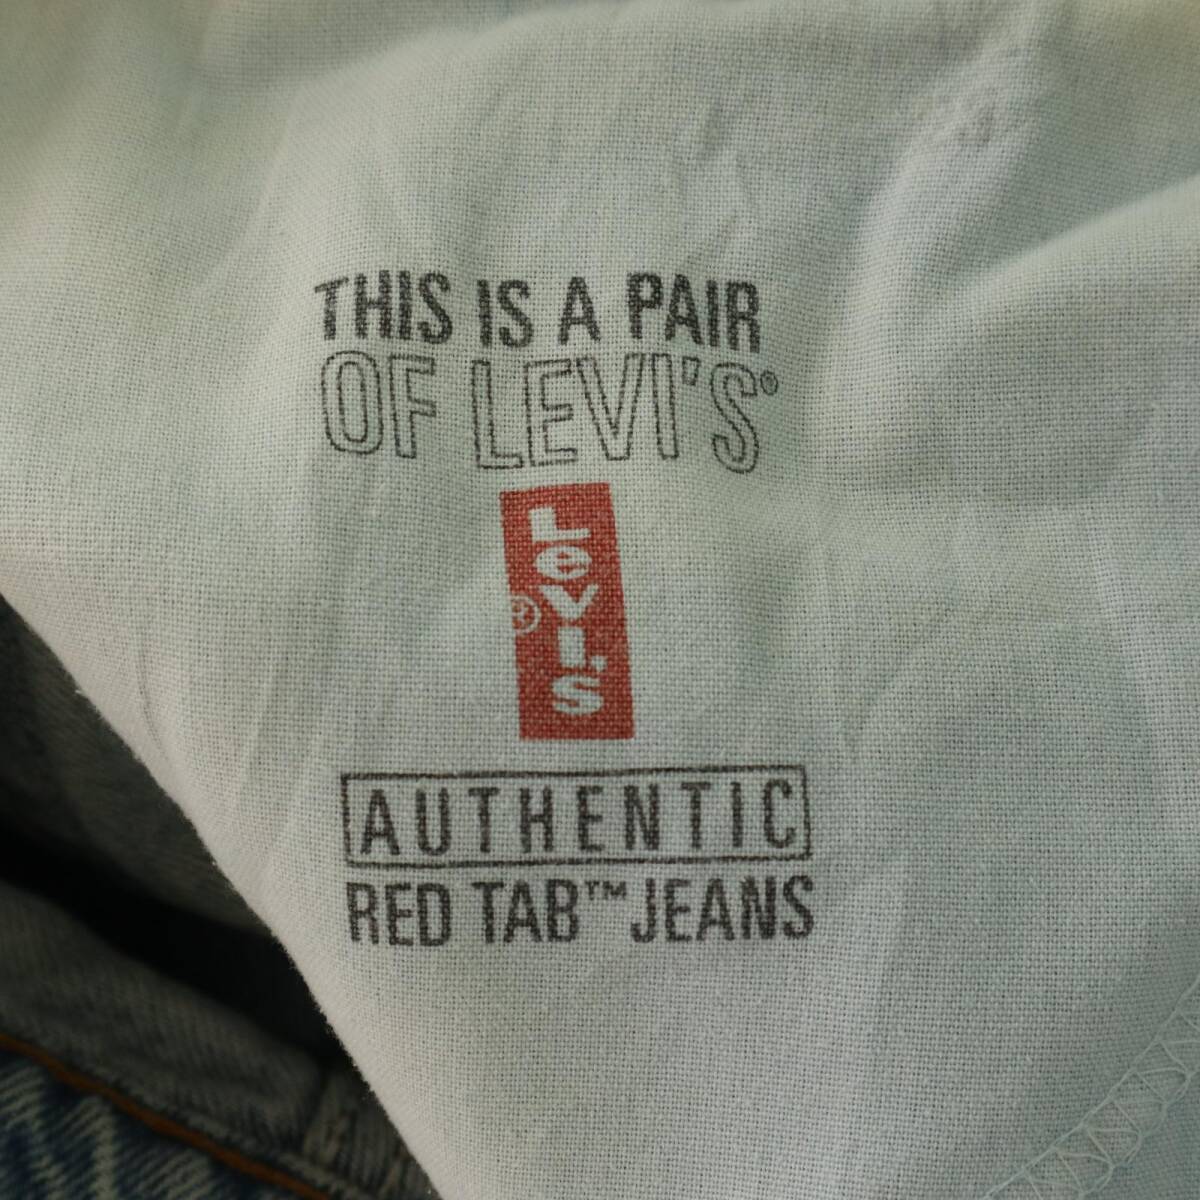 THIS IS A PAIR
OF LEVI'S®
LEVI'S
®
AUTHENTIC
RED TAB™ JEANS